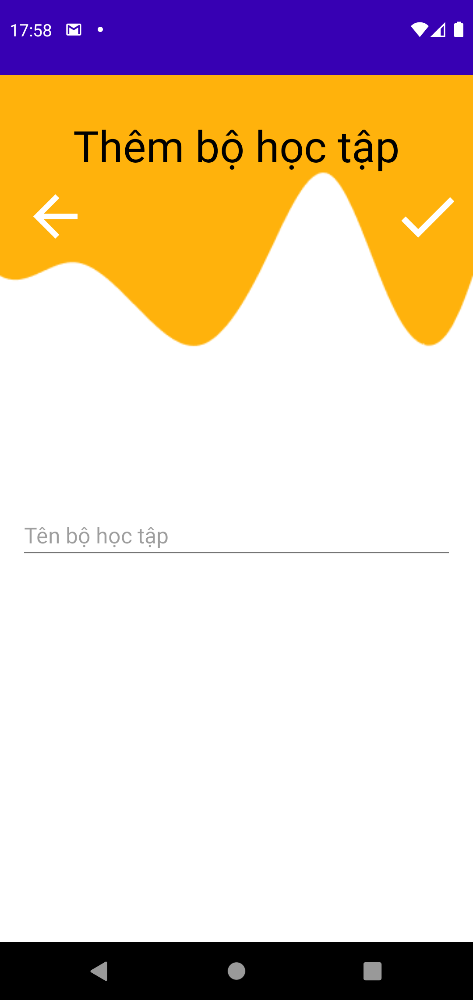 17:58
Thêm bộ học tập
Tên bộ học tập